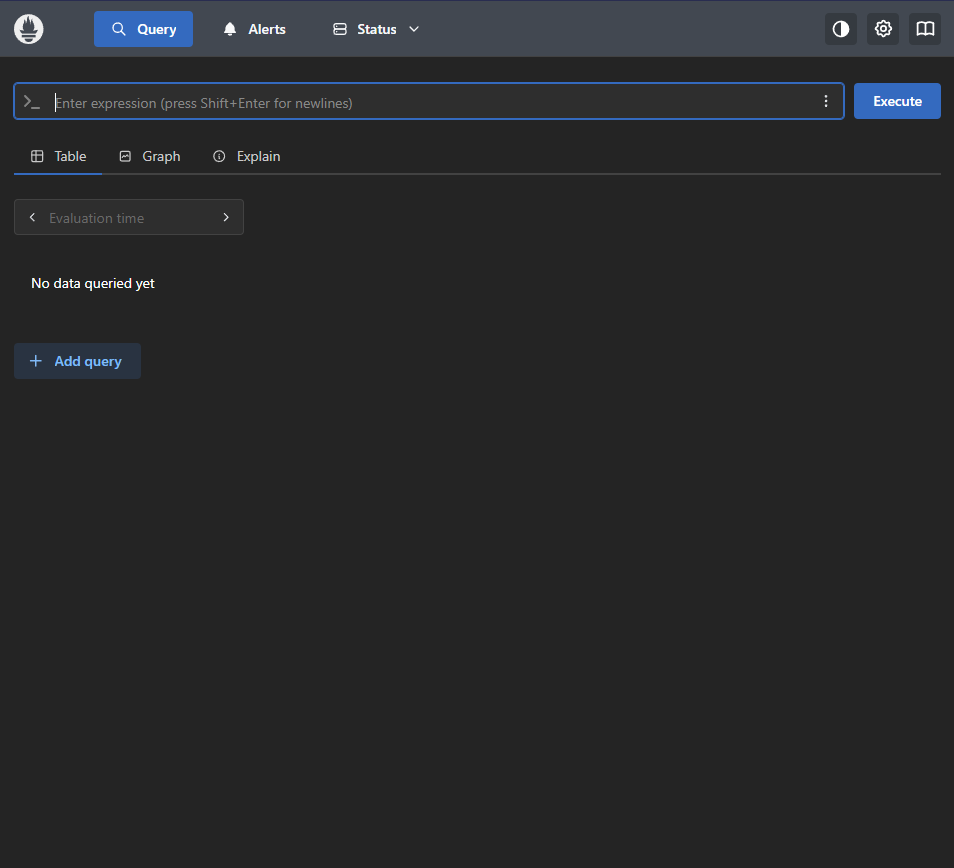 Query Alerts Status
Enter expression (press Shift+Enter for newlines) Execute
Table Graph Explain
Evaluation time
No data queried yet
Add query